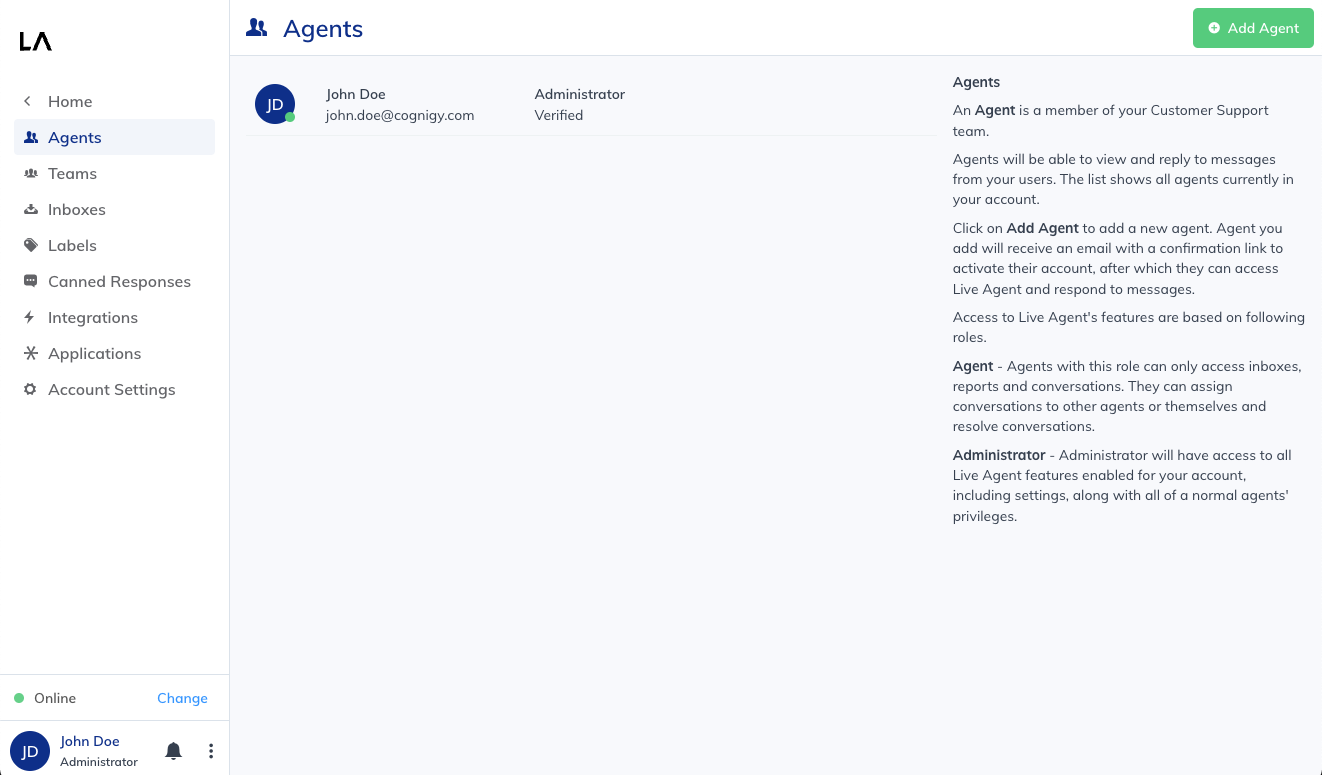 LA
Home
Agents
Teams
Inboxes
Labels
Canned Responses
Integrations
Applications
Account Settings
Online Change
JD John Doe
Administrator
Agents
Add Agent
JD
John Doe
john.doe@cognigy.com
Administrator
Verified
Agents
An Agent is a member of your Customer Support
team.
Agents will be able to view and reply to messages
from your users. The list shows all agents currently in
your account.
Click on Add Agent to add a new agent. Agent you
add will receive an email with a confirmation link to
activate their account, after which they can access
Live Agent and respond to messages.
Access to Live Agent's features are based on following
roles.
Agent - Agents with this role can only access inboxes,
reports and conversations. They can assign
conversations to other agents or themselves and
resolve conversations.
Administrator - Administrator will have access to all
Live Agent features enabled for your account,
including settings, along with all of a normal agents'
privileges.